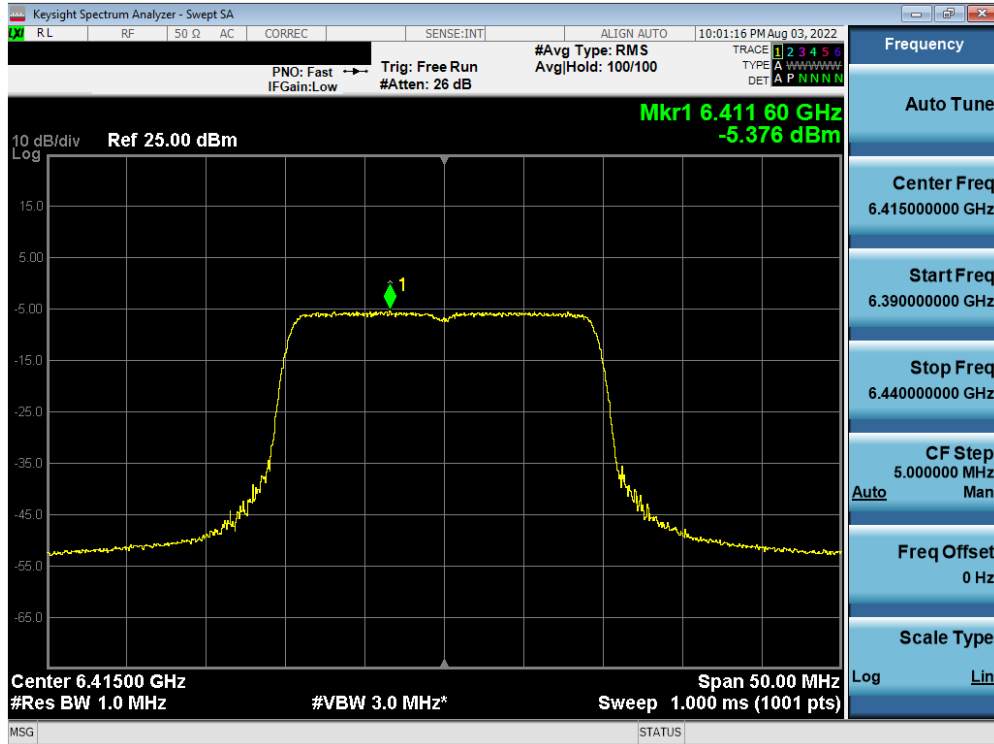 Keysight Spectrum Analyzer - Swept SA
LXI RL RF 50 Ω AC CORREC SENSE:INT ALIGN AUTO 10:01:16 PM Aug 03, 2022
PNO: Fast
IFGain:Low
Trig: Free Run
#Atten: 26 dB
#Avg Type: RMS
Avg|Hold: 100/100
TRACE 1 2 3 4 5 6
TYPE A WWWWW
DET A P N N N N
Mkr1 6.411 60 GHz
-5.376 dBm
10 dB/div Ref 25.00 dBm
Log
15.0
5.00
-5.00
-15.0
-25.0
-35.0
-45.0
-55.0
-65.0
1
Center 6.41500 GHz Span 50.00 MHz
#Res BW 1.0 MHz #VBW 3.0 MHz* Sweep 1.000 ms (1001 pts)
MSG STATUS
Frequency
Auto Tune
Center Freq
6.415000000 GHz
Start Freq
6.390000000 GHz
Stop Freq
6.440000000 GHz
CF Step
5.000000 MHz
Auto Man
Freq Offset
0 Hz
Scale Type
Log Lin